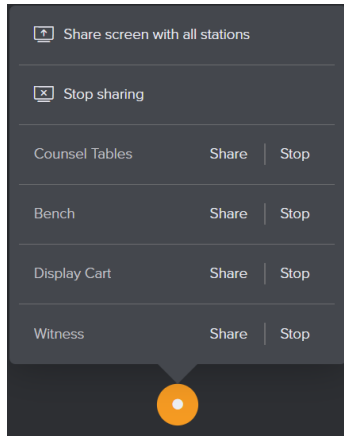 Share screen with all stations
Stop sharing
Counsel Tables Share Stop
Bench Share Stop
Display Cart Share Stop
Witness Share Stop